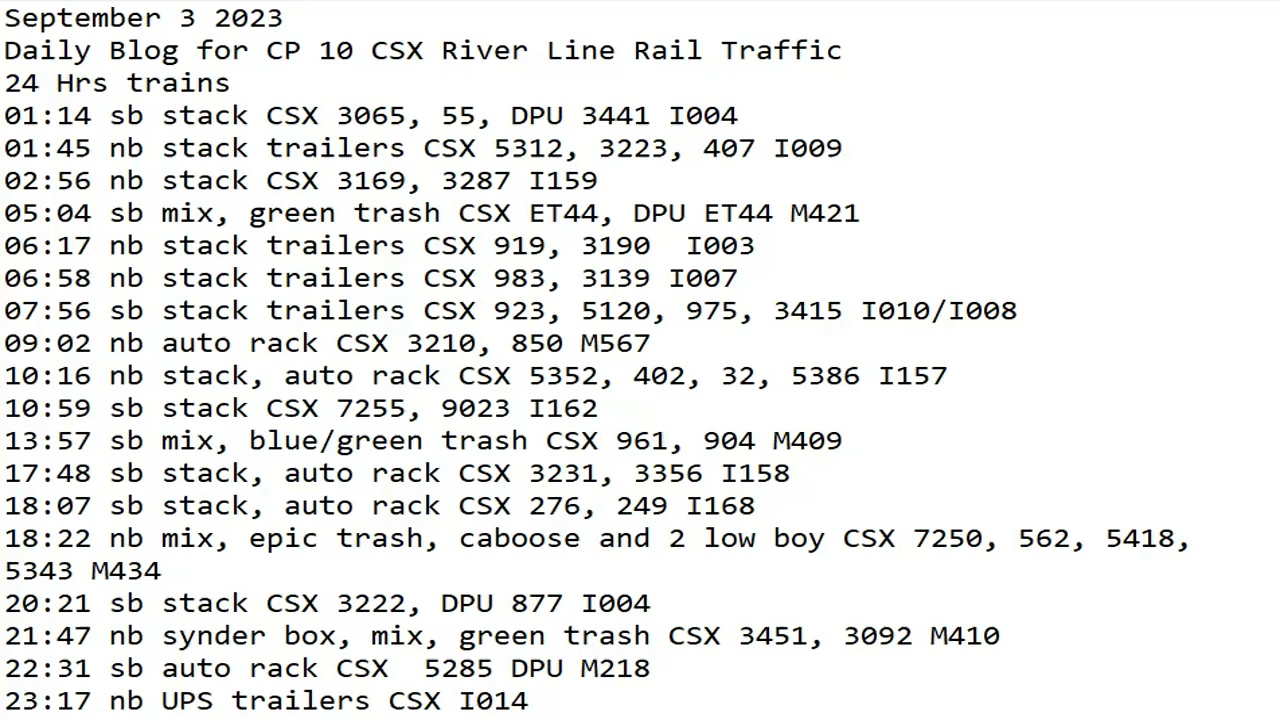 September 3 2023
Daily Blog for CP 10 CSX River Line Rail Traffic
24 Hrs trains
01:14 sb stack CSX 3065, 55, DPU 3441 I004
01:45 nb stack trailers CSX 5312, 3223, 407 I009
02:56 nb stack CSX 3169, 3287 I159
05:04 sb mix, green trash CSX ET44, DPU ET44 M421
06:17 nb stack trailers CSX 919, 3190  I003
06:58 nb stack trailers CSX 983, 3139 I007
07:56 sb stack trailers CSX 923, 5120, 975, 3415 I010/I008
09:02 nb auto rack CSX 3210, 850 M567
10:16 nb stack, auto rack CSX 5352, 402, 32, 5386 I157
10:59 sb stack CSX 7255, 9023 I162
13:57 sb mix, blue/green trash CSX 961, 904 M409
17:48 sb stack, auto rack CSX 3231, 3356 I158
18:07 sb stack, auto rack CSX 276, 249 I168
18:22 nb mix, epic trash, caboose and 2 low boy CSX 7250, 562, 5418,
5343 M434
20:21 sb stack CSX 3222, DPU 877 I004
21:47 nb synder box, mix, green trash CSX 3451, 3092 M410
22:31 sb auto rack CSX  5285 DPU M218
23:17 nb UPS trailers CSX I014